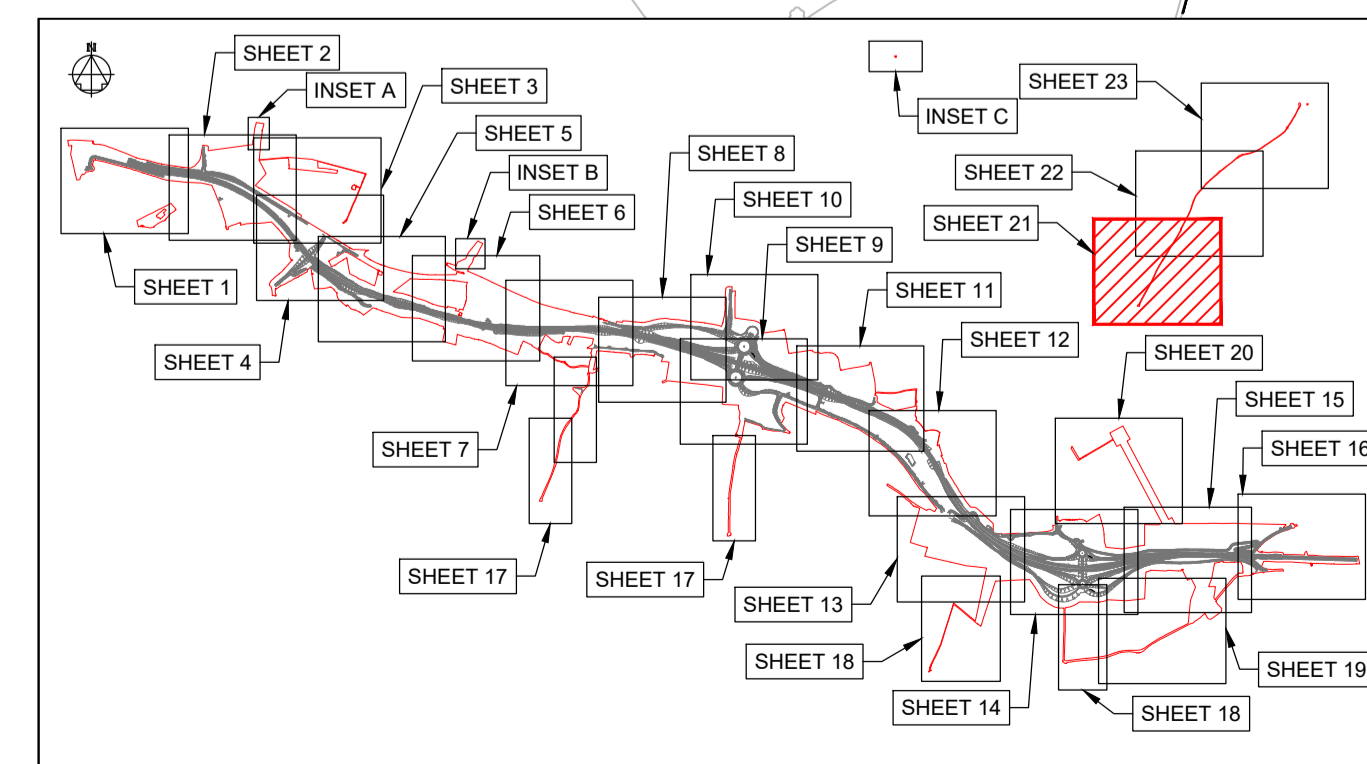 N
SHEET 2
INSET A
SHEET 3
SHEET 5
INSET B
SHEET 6
SHEET 8
SHEET 10
SHEET 9
SHEET 11
SHEET 12
INSET C
SHEET 23
SHEET 22
SHEET 21
SHEET 20
SHEET 15
SHEET 16
SHEET 1
SHEET 4
SHEET 7
SHEET 17
SHEET 17
SHEET 13
SHEET 18
SHEET 14
SHEET 18
SHEET 19